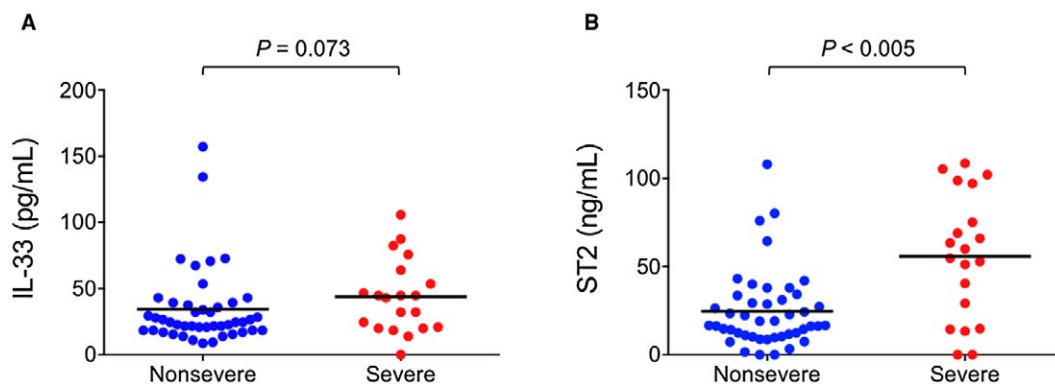 A
P = 0.073
200
150
100
50
0
IL-33 (pg/mL)
Nonsevere
Severe
B
P < 0.005
150
100
50
0
ST2 (ng/mL)
Nonsevere
Severe